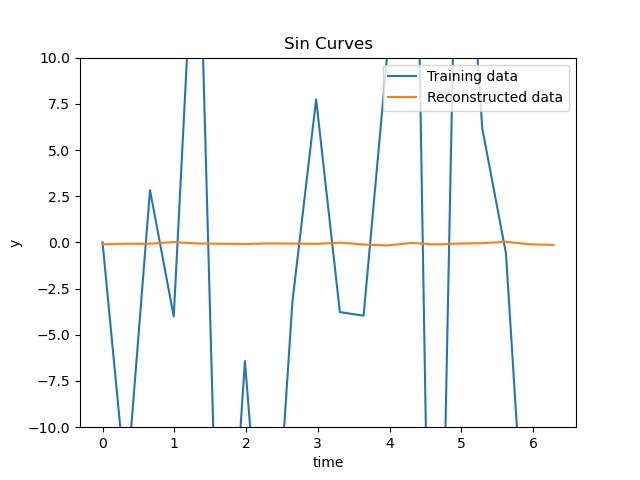 Sin Curves
Training data
Reconstructed data
10.0
7.5
5.0
2.5
0.0
−2.5
−5.0
−7.5
−10.0
y
0 1 2 3 4 5 6
time